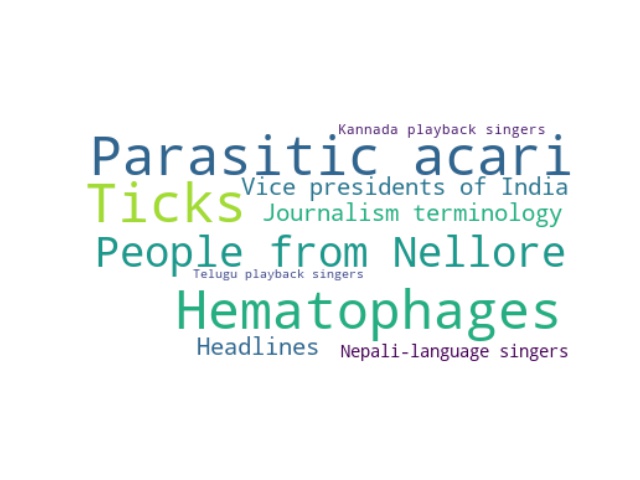 Kannada playback singers
Parasitic acari
Ticks
Vice presidents of India
Journalism terminology
People from Nellore
Telugu playback singers
Hematophages
Headlines
Nepali-language singers